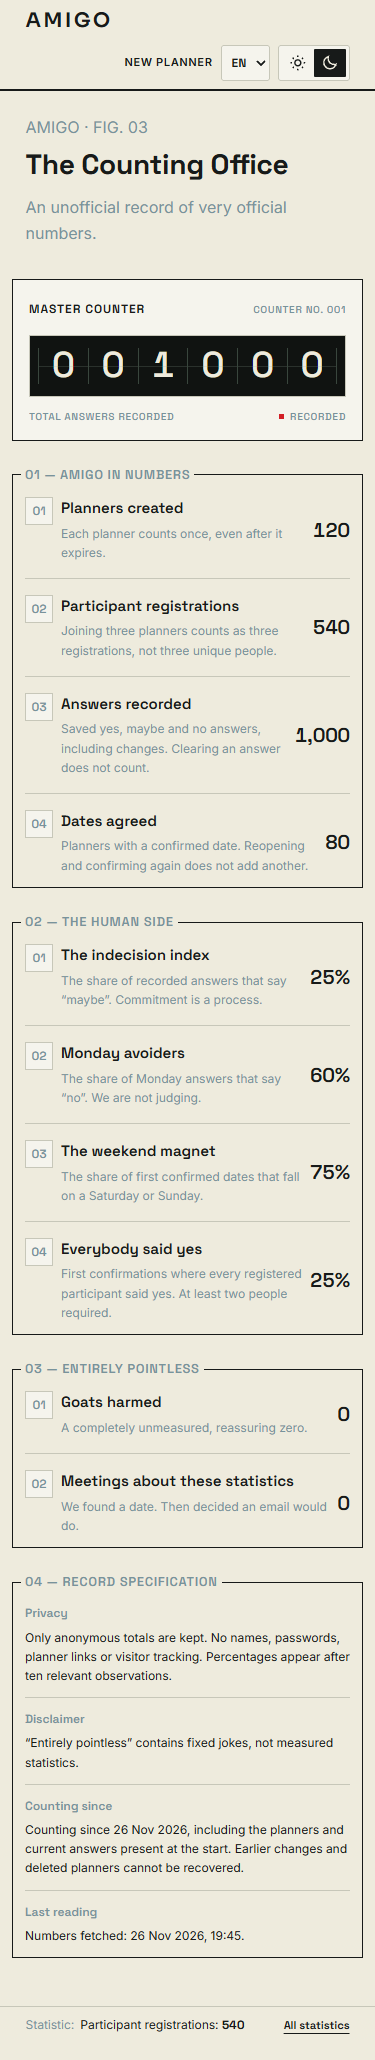 AMIGO
NEW PLANNER EN
AMIGO · FIG. 03
The Counting Office
An unofficial record of very official
numbers.
MASTER COUNTER COUNTER NO. 001
0 0 1 0 0 0
TOTAL ANSWERS RECORDED RECORDED
01 — AMIGO IN NUMBERS
01 Planners created
Each planner counts once, even after it
expires.
120
02 Participant registrations
Joining three planners counts as three
registrations, not three unique people.
540
03 Answers recorded
Saved yes, maybe and no answers,
including changes. Clearing an answer
does not count.
1,000
04 Dates agreed
Planners with a confirmed date. Reopening
and confirming again does not add another.
80
02 — THE HUMAN SIDE
01 The indecision index
The share of recorded answers that say
“maybe”. Commitment is a process.
25%
02 Monday avoiders
The share of Monday answers that say
“no”. We are not judging.
60%
03 The weekend magnet
The share of first confirmed dates that fall
on a Saturday or Sunday.
75%
04 Everybody said yes
First confirmations where every registered
participant said yes. At least two people
required.
25%
03 — ENTIRELY POINTLESS
01 Goats harmed
A completely unmeasured, reassuring zero.
0
02 Meetings about these statistics
We found a date. Then decided an email would
do.
0
04 — RECORD SPECIFICATION
Privacy
Only anonymous totals are kept. No names, passwords,
planner links or visitor tracking. Percentages appear after
ten relevant observations.
Disclaimer
“Entirely pointless” contains fixed jokes, not measured
statistics.
Counting since
Counting since 26 Nov 2026, including the planners and
current answers present at the start. Earlier changes and
deleted planners cannot be recovered.
Last reading
Numbers fetched: 26 Nov 2026, 19:45.
Statistic: Participant registrations: 540 All statistics